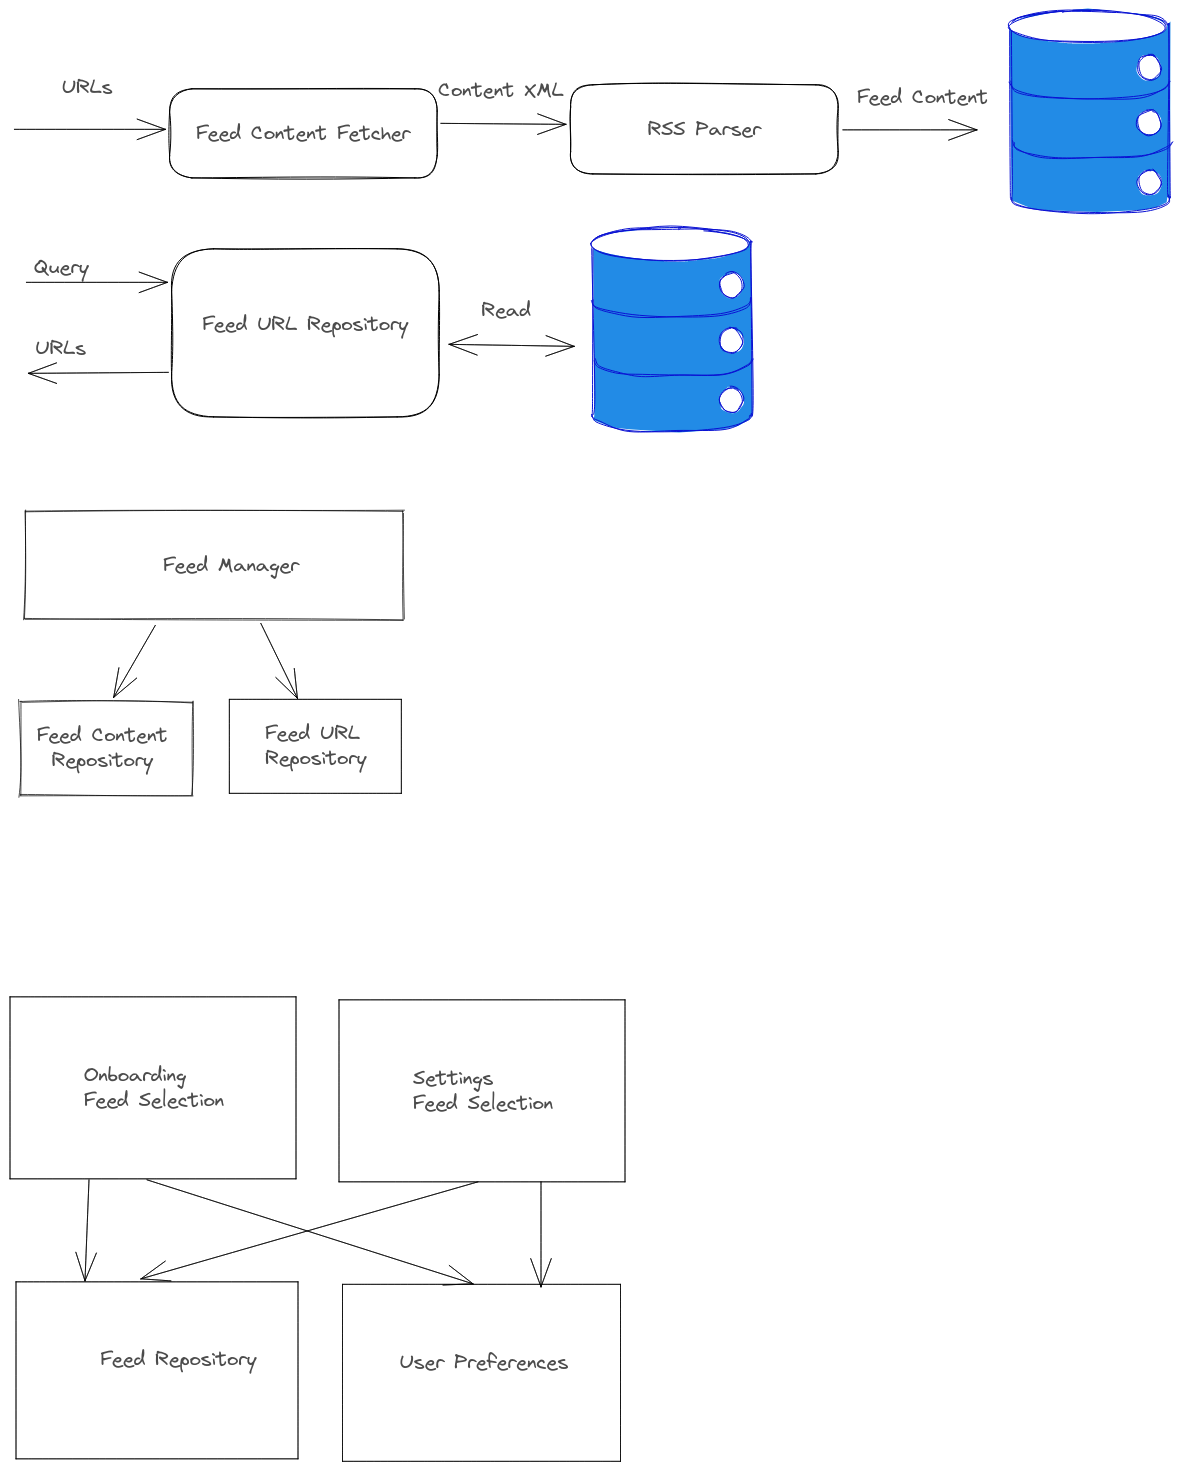 URLs
Feed Content Fetcher
Content XML
RSS Parser
Feed Content
Query
URLs
Feed URL Repository
Read
Feed Manager
Feed Content
Repository
Feed URL
Repository
Onboarding
Feed Selection
Settings
Feed Selection
Feed Repository
User Preferences